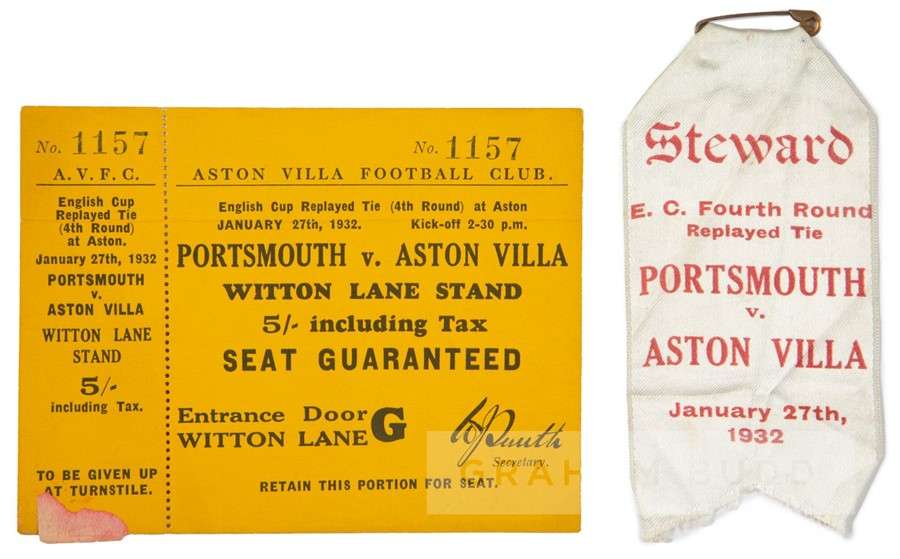 No. 1157
A. V. F. C.
English Cup
Replayed Tie
(4th Round)
at Aston.
January 27th, 1932
PORTSMOUTH
v.
ASTON VILLA
WITTON LANE
STAND
5/-
including Tax.
TO BE GIVEN UP
AT TURNSTILE.
No. 1157
ASTON VILLA FOOTBALL CLUB.
English Cup Replayed Tie (4th Round) at Aston
JANUARY 27th, 1932. Kick-off 2-30 p.m.
PORTSMOUTH v. ASTON VILLA
WITTON LANE STAND
5/- including Tax
SEAT GUARANTEED
Entrance Door G
WITTON LANE
Secretary.
RETAIN THIS PORTION FOR SEAT.
Steward
E. C. Fourth Round
Replayed Tie
PORTSMOUTH
v.
ASTON VILLA
January 27th,
1932